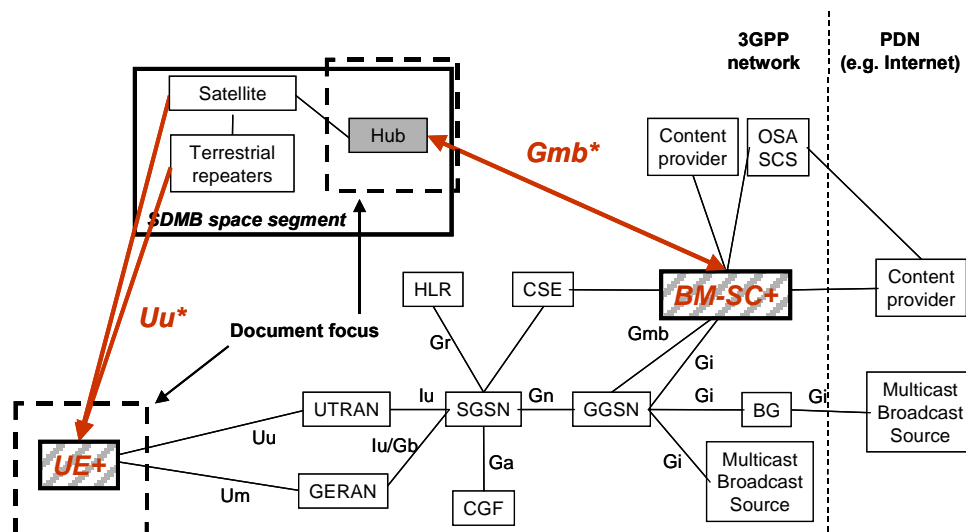 3GPP
network
PDN
(e.g. Internet)
Satellite
Hub
Terrestrial
repeaters
SDMB space segment
Gmb*
Content
provider
OSA
SCS
HLR
CSE
BM-SC+
Content
provider
Uu*
Document focus
Gr
Gmb
Gi
UTRAN
Iu
SGSN
Gn
GGSN
Gi
BG
Gi
Multicast
Broadcast
Source
Uu
Iu/Gb
UE+
Um
GERAN
Ga
CGF
Gi
Multicast
Broadcast
Source